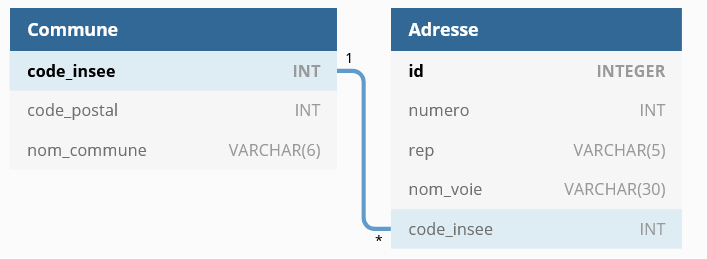 Commune
code_insee INT
code_postal INT
nom_commune VARCHAR(6)
1
*
Adresse
id INTEGER
numero INT
rep VARCHAR(5)
nom_voie VARCHAR(30)
code_insee INT